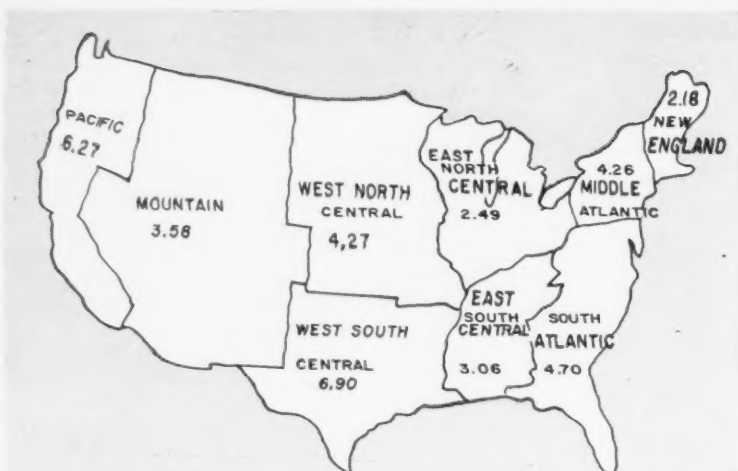 PACIFIC
6.27
MOUNTAIN
3.58
WEST NORTH
CENTRAL
4,27
WEST SOUTH
CENTRAL
6.90
EAST
NORTH
CENTRAL
2.49
EAST
SOUTH
CENTRAL
3.06
SOUTH
ATLANTIC
4.70
4.26
MIDDLE
ATLANTIC
2.18
NEW
ENGLAND